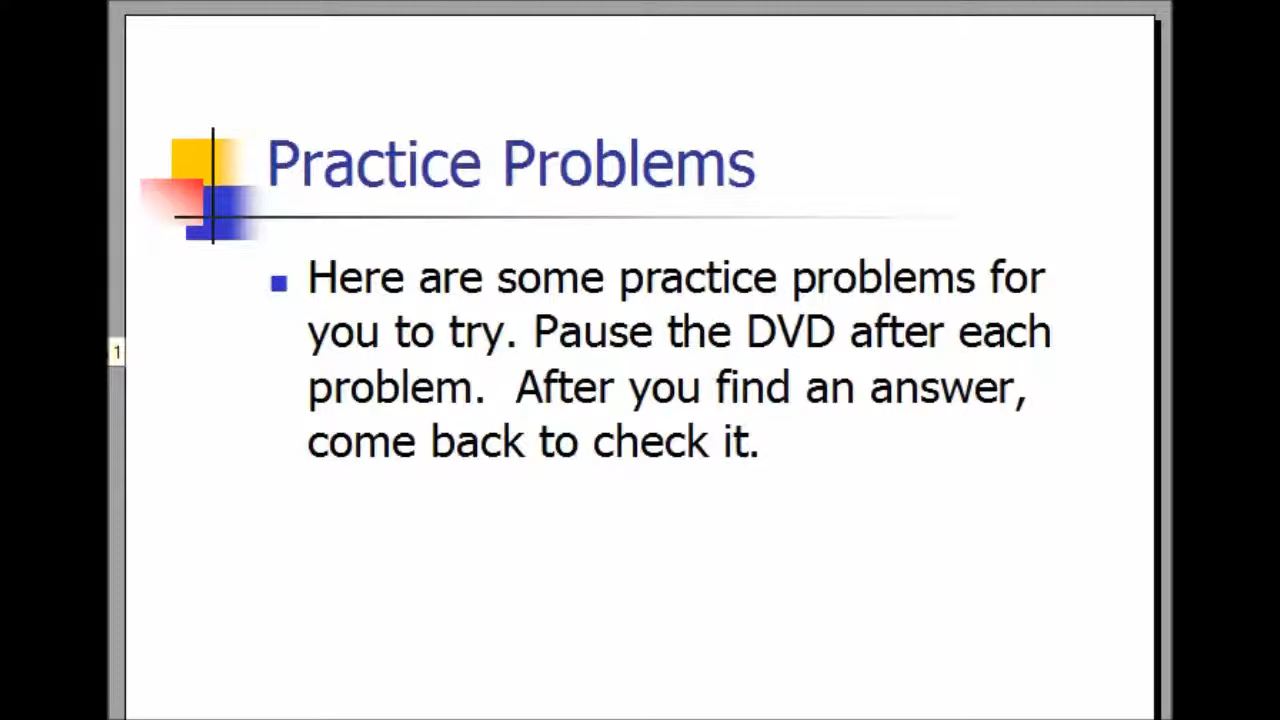 Practice Problems
Here are some practice problems for
you to try. Pause the DVD after each
problem.  After you find an answer,
come back to check it.
1